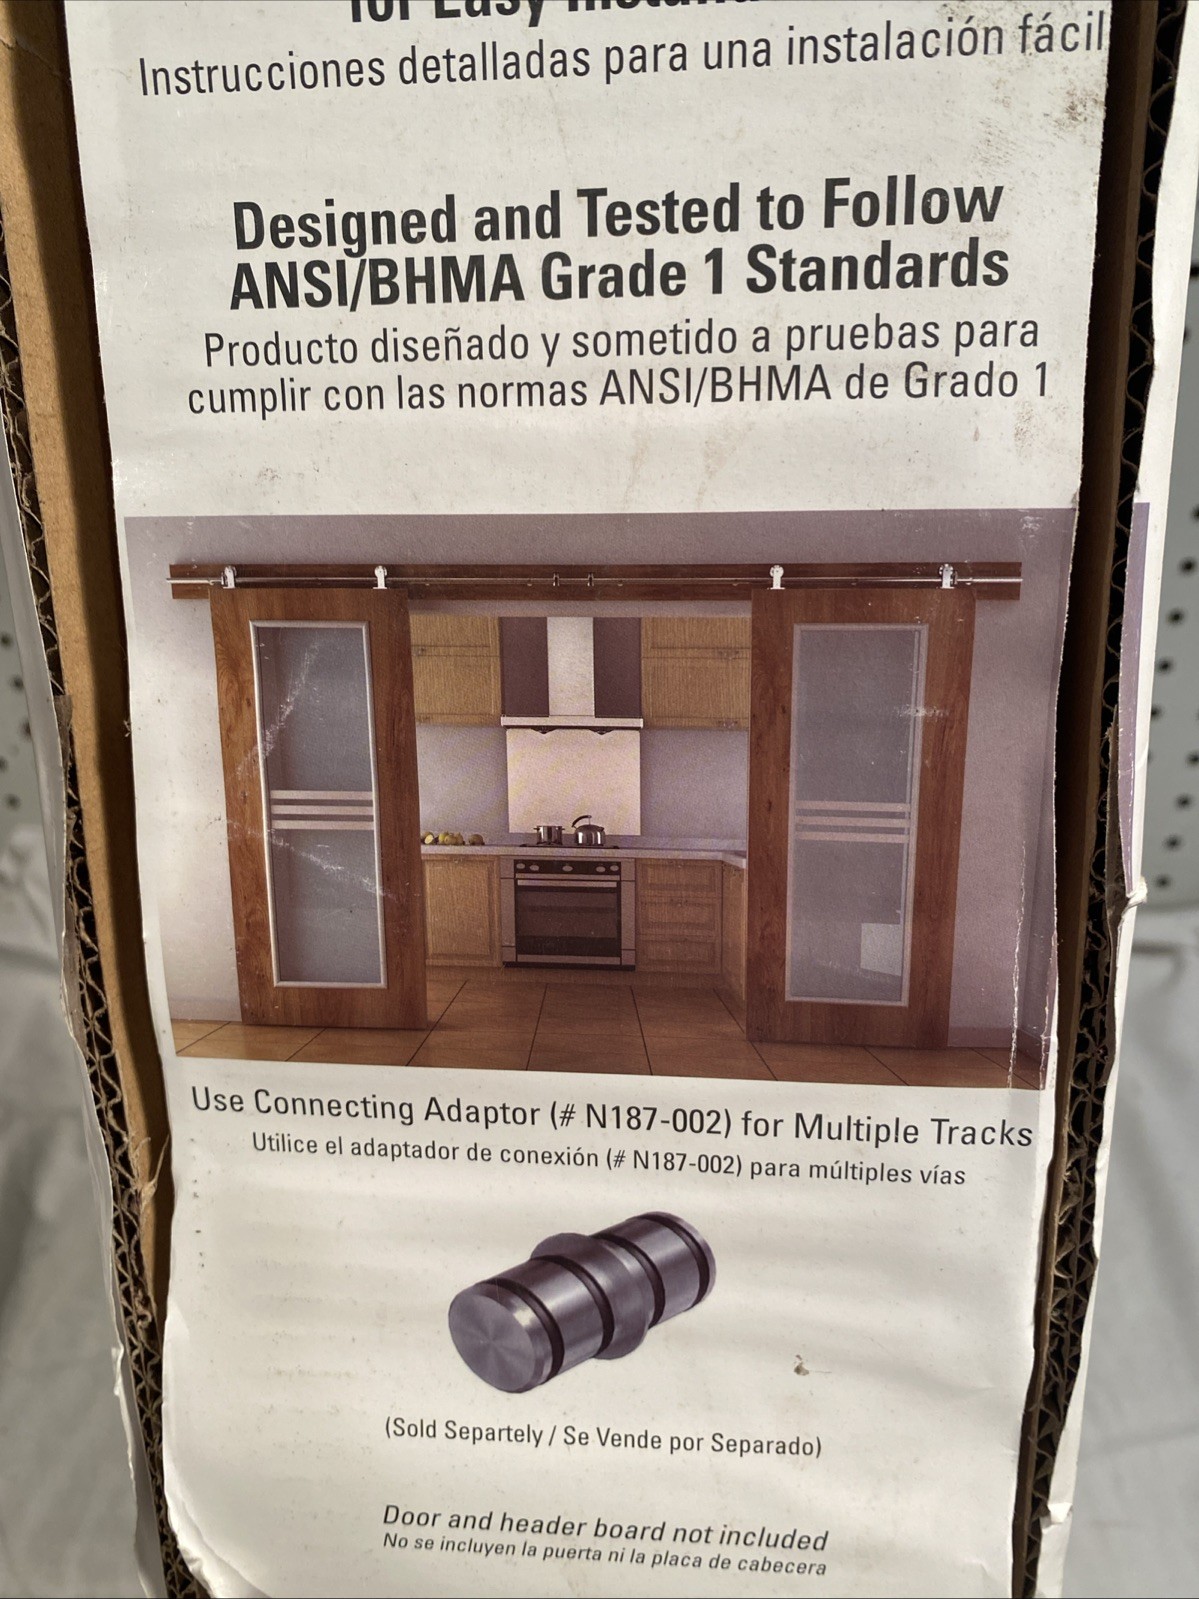 for Easy
Instrucciones detalladas para una instalación fácil
Designed and Tested to Follow
ANSI/BHMA Grade 1 Standards
Producto diseñado y sometido a pruebas para
cumplir con las normas ANSI/BHMA de Grado 1
Use Connecting Adaptor (# N187-002) for Multiple Tracks
Utilice el adaptador de conexión (# N187-002) para múltiples vías
(Sold Separtely / Se Vende por Separado)
Door and header board not included
No se incluyen la puerta ni la placa de cabecera